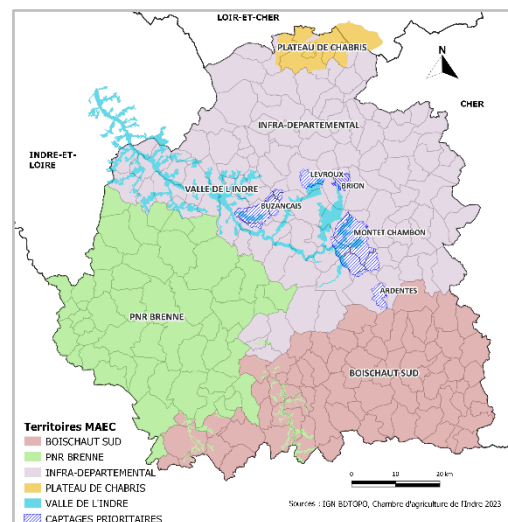 LOIR-ET-CHER
PLATEAU DE CHABRIS
N
CHER
INFRA-DEPARTEMENTAL
INDRE-ET-
LOIRE
LEVROUX
BRION
VALLE DE L'INDRE
BUZANCAIS
MONTET CHAMBON
ARDENTES
PNR BRENNE
BOISCHAUT SUD
Territoires MAEC
BOISCHAUT SUD
PNR BRENNE
INFRA-DEPARTEMENTAL
PLATEAU DE CHABRIS
VALLE DE L'INDRE
CAPTAGES PRIORITAIRES
0 10 20 km
Sources : IGN BDTOPO, Chambre d'agriculture de l'Indre 2023